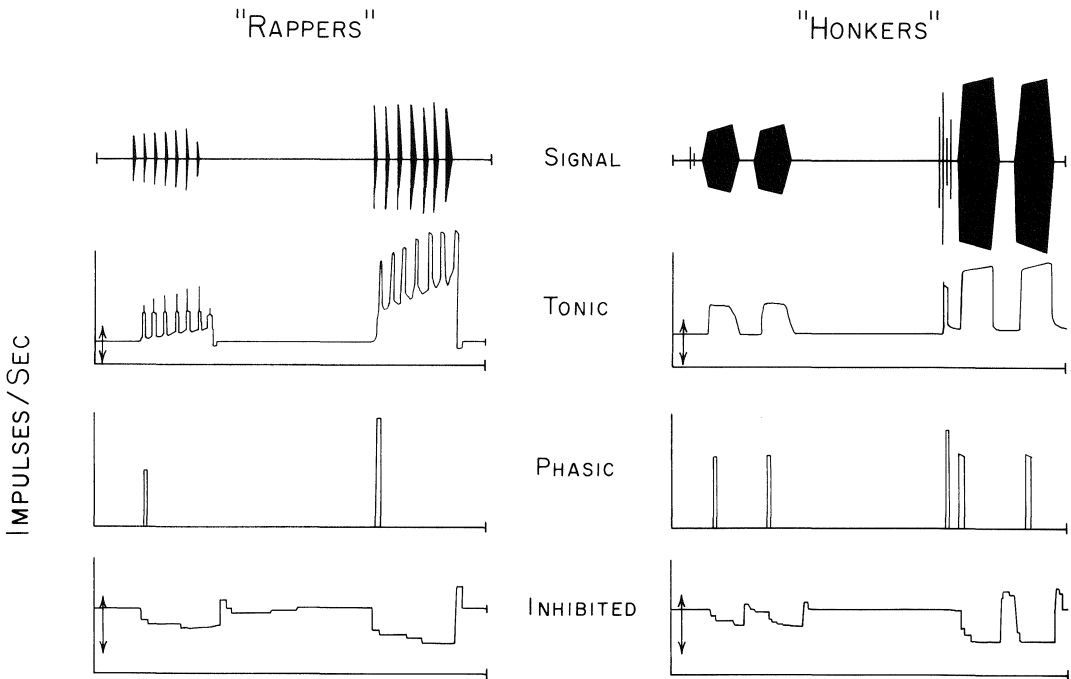 "RAPPERS"
"HONKERS"
SIGNAL
TONIC
IMPULSES/SEC
PHASIC
INHIBITED